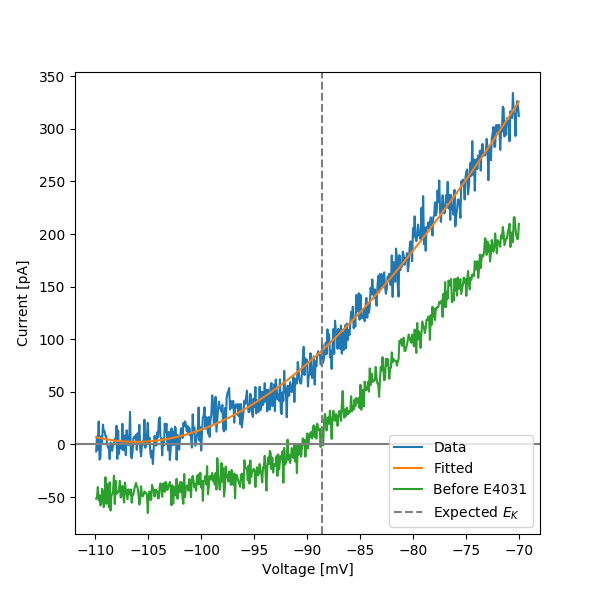 350
300
250
200
150
100
50
0
−50
Current [pA]
−110 −105 −100 −95 −90 −85 −80 −75 −70
Voltage [mV]
Data
Fitted
Before E4031
Expected E_K